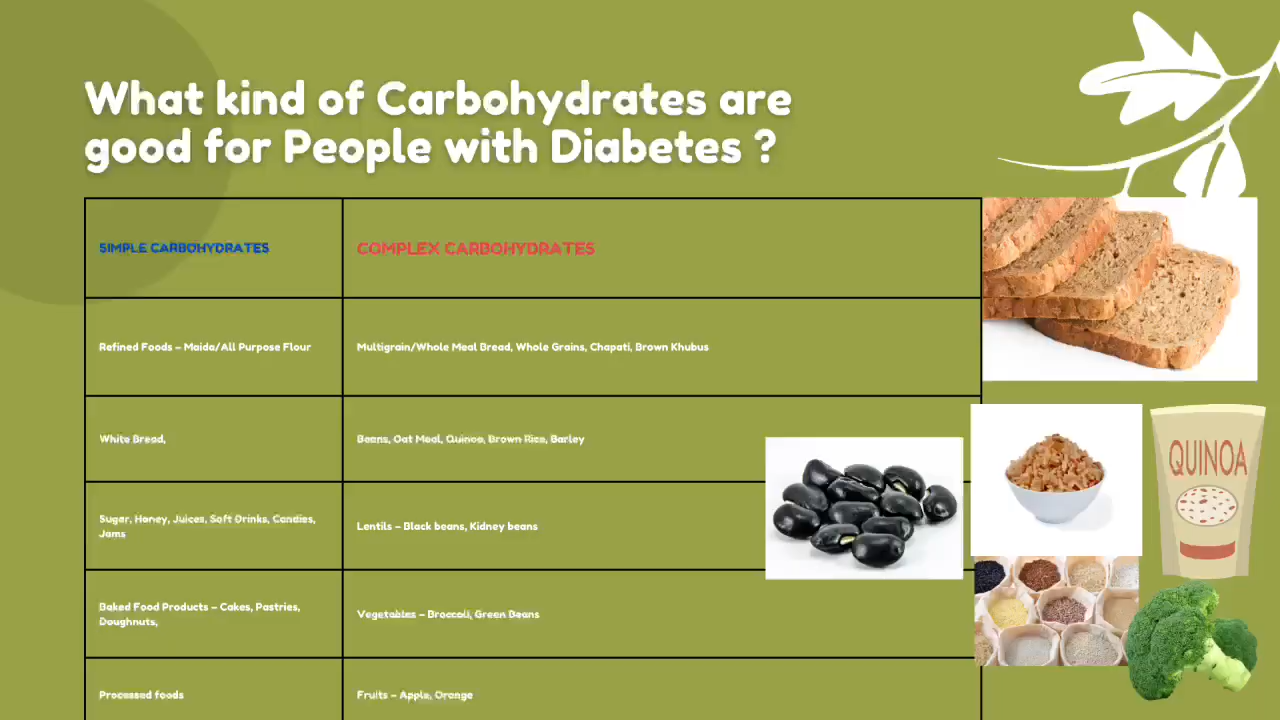 What kind of Carbohydrates are
good for People with Diabetes ?
SIMPLE CARBOHYDRATES
COMPLEX CARBOHYDRATES
Refined Foods – Maida/All Purpose Flour
Multigrain/Whole Meal Bread, Whole Grains, Chapati, Brown Khubus
White Bread,
Beans, Oat Meal, Quinoa, Brown Rice, Barley
Sugar, Honey, Juices, Soft Drinks, Candies,
Jams
Lentils – Black beans, Kidney beans
Baked Food Products – Cakes, Pastries,
Doughnuts,
Vegetables – Broccoli, Green Beans
Processed foods
Fruits – Apple, Orange
QUINOA